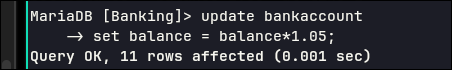 MariaDB [Banking]> update bankaccount
-> set balance = balance*1.05;
Query OK, 11 rows affected (0.001 sec)